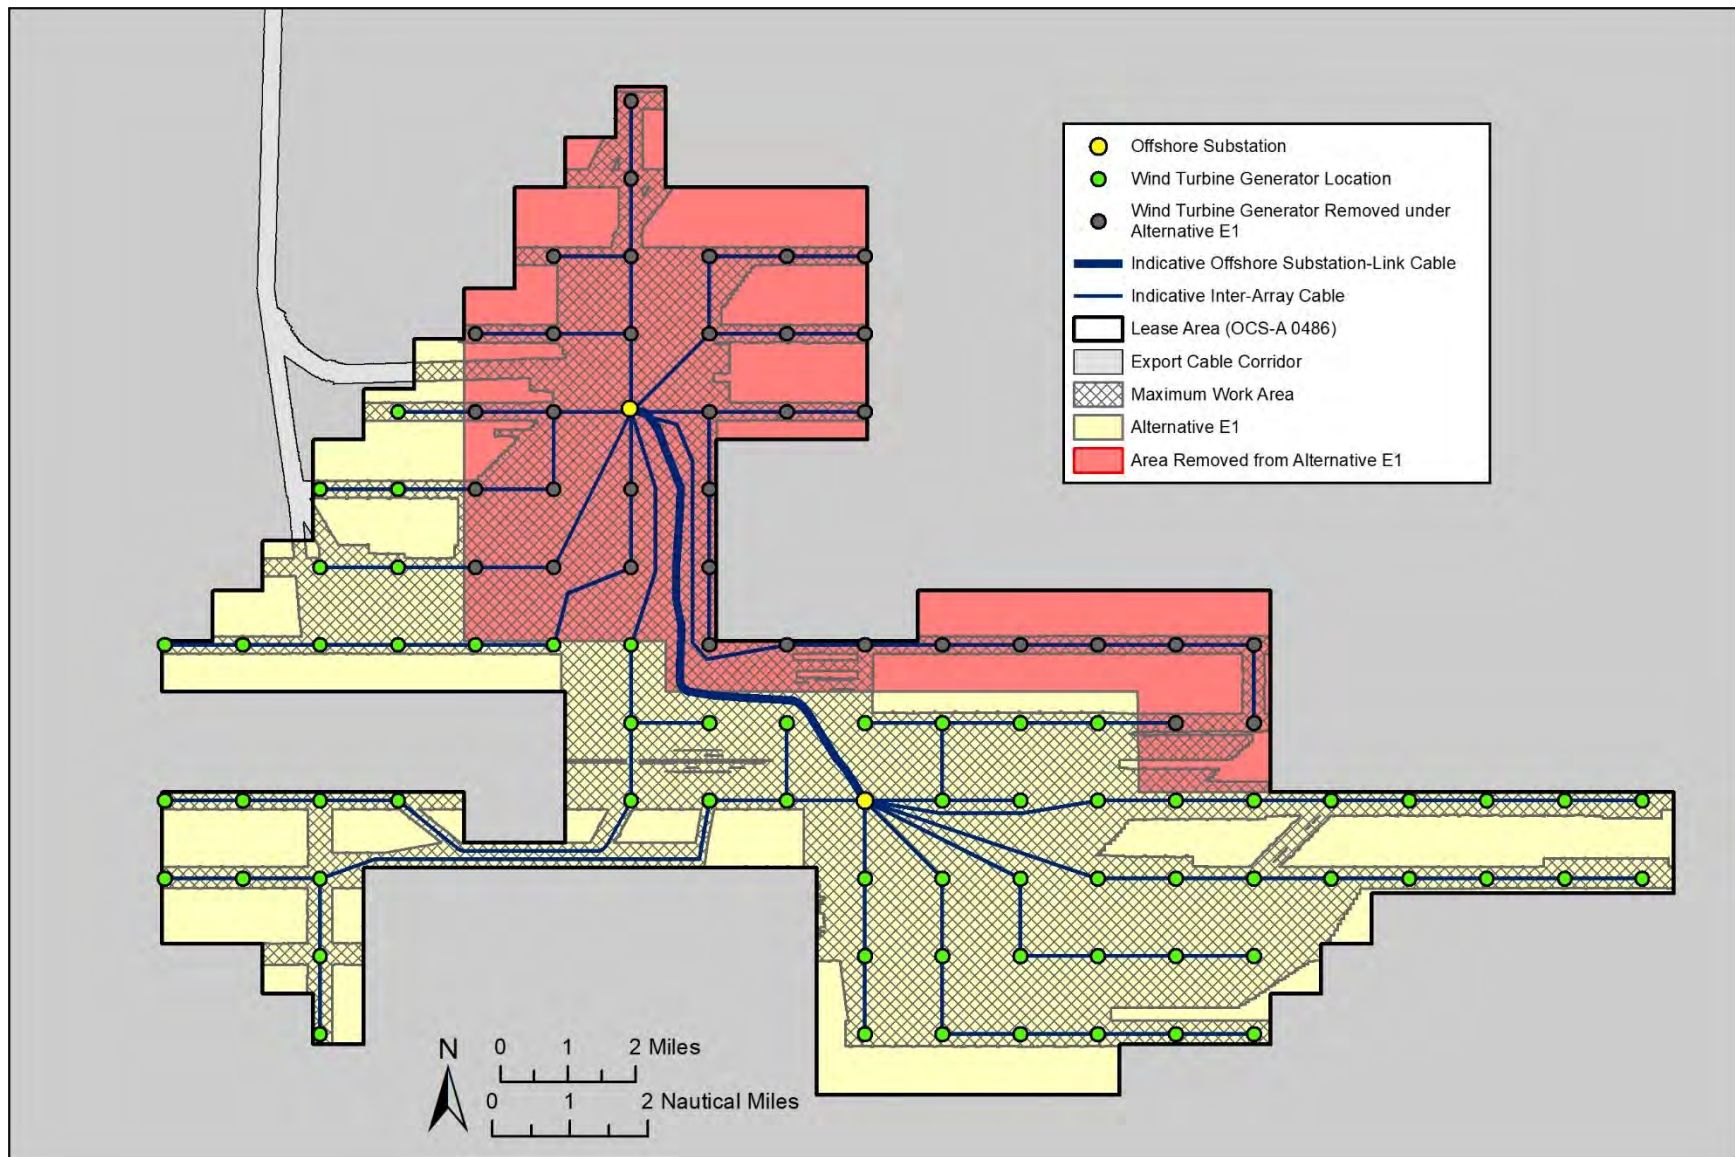 Offshore Substation
Wind Turbine Generator Location
Wind Turbine Generator Removed under
Alternative E1
Indicative Offshore Substation-Link Cable
Indicative Inter-Array Cable
Lease Area (OCS-A 0486)
Export Cable Corridor
Maximum Work Area
Alternative E1
Area Removed from Alternative E1
N
0 1 2 Miles
0 1 2 Nautical Miles